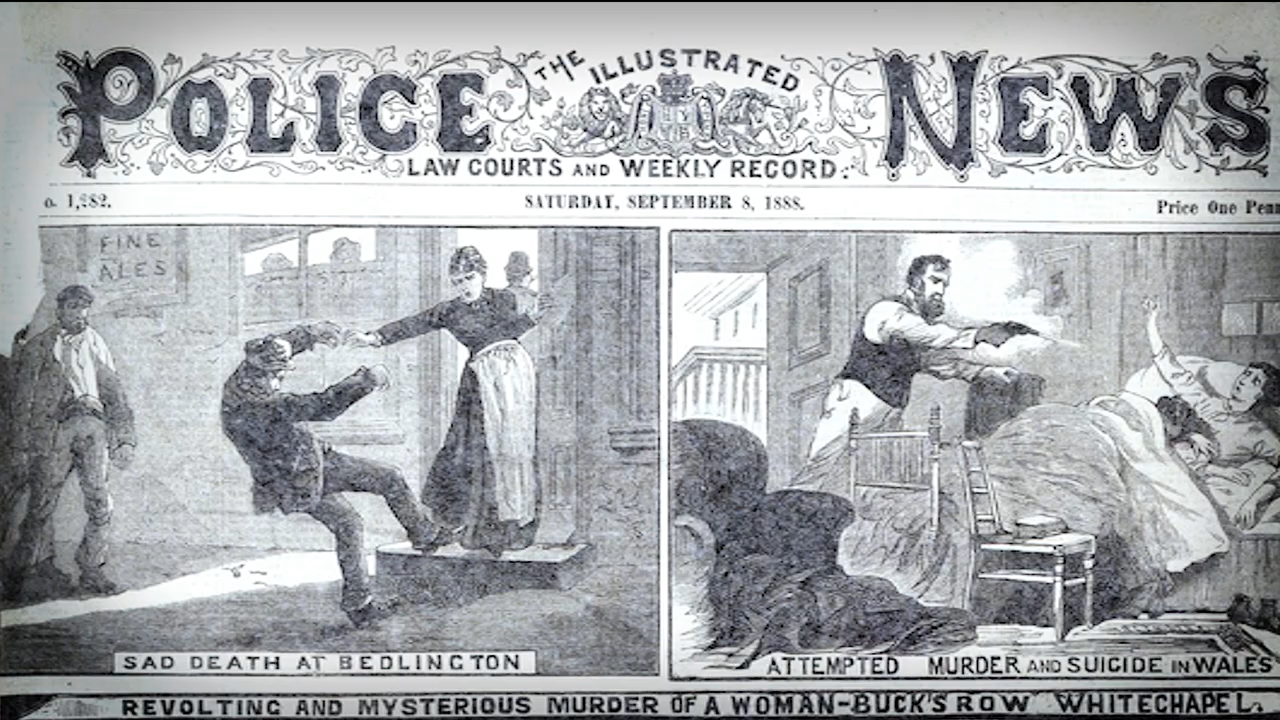 THE ILLUSTRATED
POLICE NEWS
LAW COURTS AND WEEKLY RECORD.
SATURDAY, SEPTEMBER 8, 1888.
Price One
FINE
ALES
SAD DEATH AT BEDLINGTON
ATTEMPTED MURDER AND SUICIDE IN WALES
REVOLTING AND MYSTERIOUS MURDER OF A WOMAN-BUCK'S ROW WHITECHAPEL.